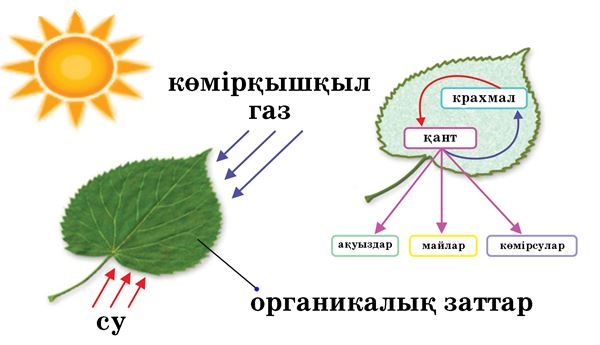 көмірқышқыл
газ
крахмал
қант
ақуыздар
майлар
көмірсулар
органикалық заттар
су